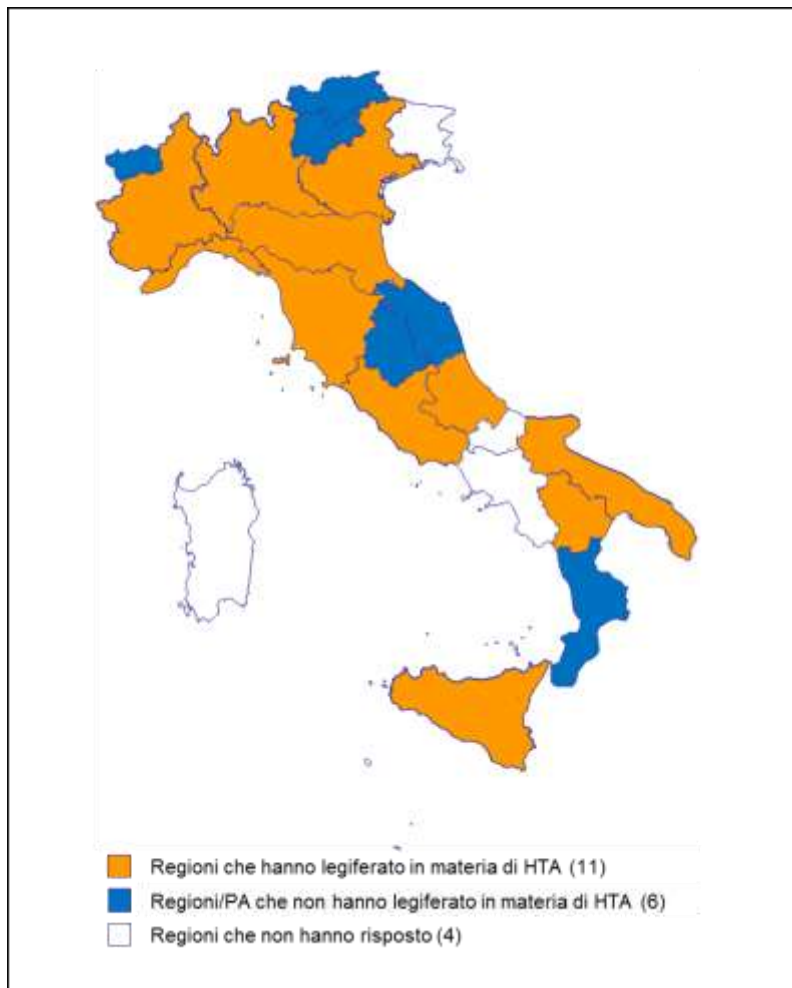 Regioni che hanno legiferato in materia di HTA (11)
Regioni/PA che non hanno legiferato in materia di HTA (6)
Regioni che non hanno risposto (4)